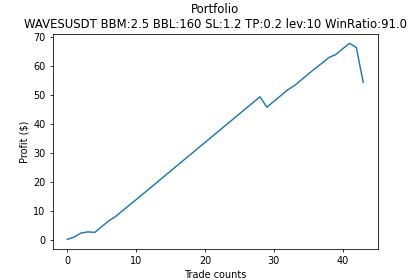 Portfolio
WAVESUSDT BBM:2.5 BBL:160 SL:1.2 TP:0.2 lev:10 WinRatio:91.0
70
60
50
40
30
20
10
0
Profit ($)
0 10 20 30 40
Trade counts